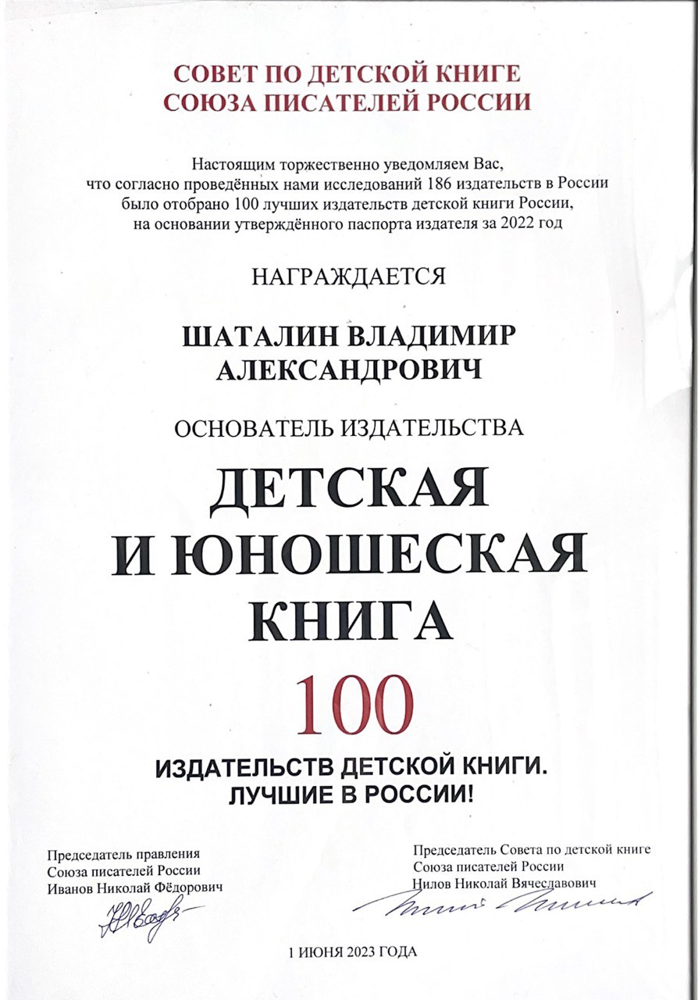 СОВЕТ ПО ДЕТСКОЙ КНИГЕ
СОЮЗА ПИСАТЕЛЕЙ РОССИИ
Настоящим торжественно уведомляем Вас,
что согласно проведённых нами исследований 186 издательств в России
было отобрано 100 лучших издательств детской книги России,
на основании утверждённого паспорта издателя за 2022 год
НАГРАЖДАЕТСЯ
ШАТАЛИН ВЛАДИМИР
АЛЕКСАНДРОВИЧ
ОСНОВАТЕЛЬ ИЗДАТЕЛЬСТВА
ДЕТСКАЯ
И ЮНОШЕСКАЯ
КНИГА
100
ИЗДАТЕЛЬСТВ ДЕТСКОЙ КНИГИ.
ЛУЧШИЕ В РОССИИ!
Председатель правления
Союза писателей России
Иванов Николай Фёдорович
Председатель Совета по детской книге
Союза писателей России
Нилов Николай Вячеславович
1 ИЮНЯ 2023 ГОДА